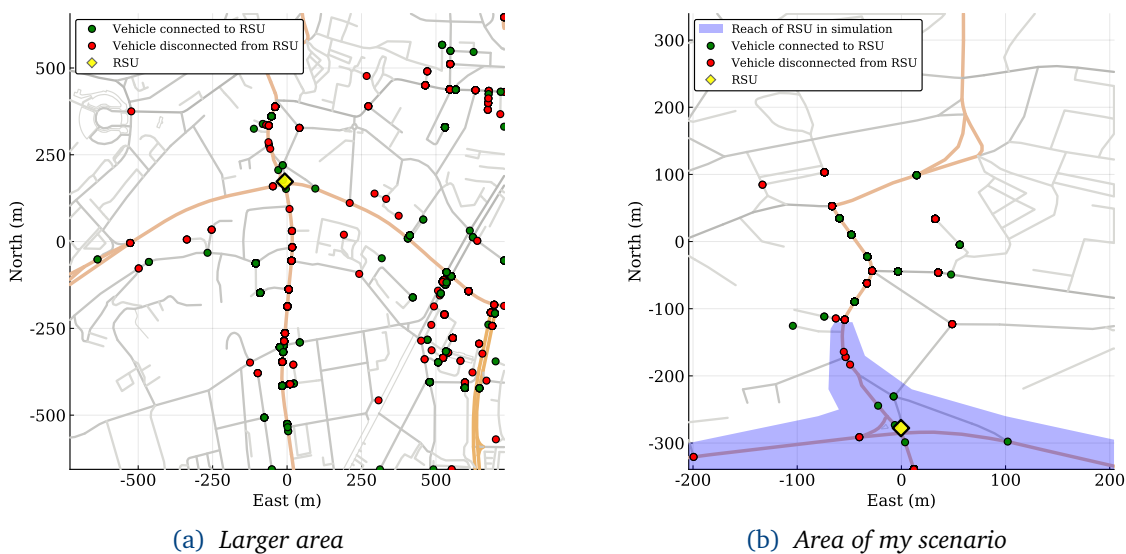 Vehicle connected to RSU
Vehicle disconnected from RSU
RSU
500
250
0
-250
-500
North (m)
-500
-250
0
250
500
East (m)
(a) Larger area
Reach of RSU in simulation
Vehicle connected to RSU
Vehicle disconnected from RSU
RSU
300
200
100
0
-100
-200
-300
North (m)
-200
-100
0
100
200
East (m)
(b) Area of my scenario